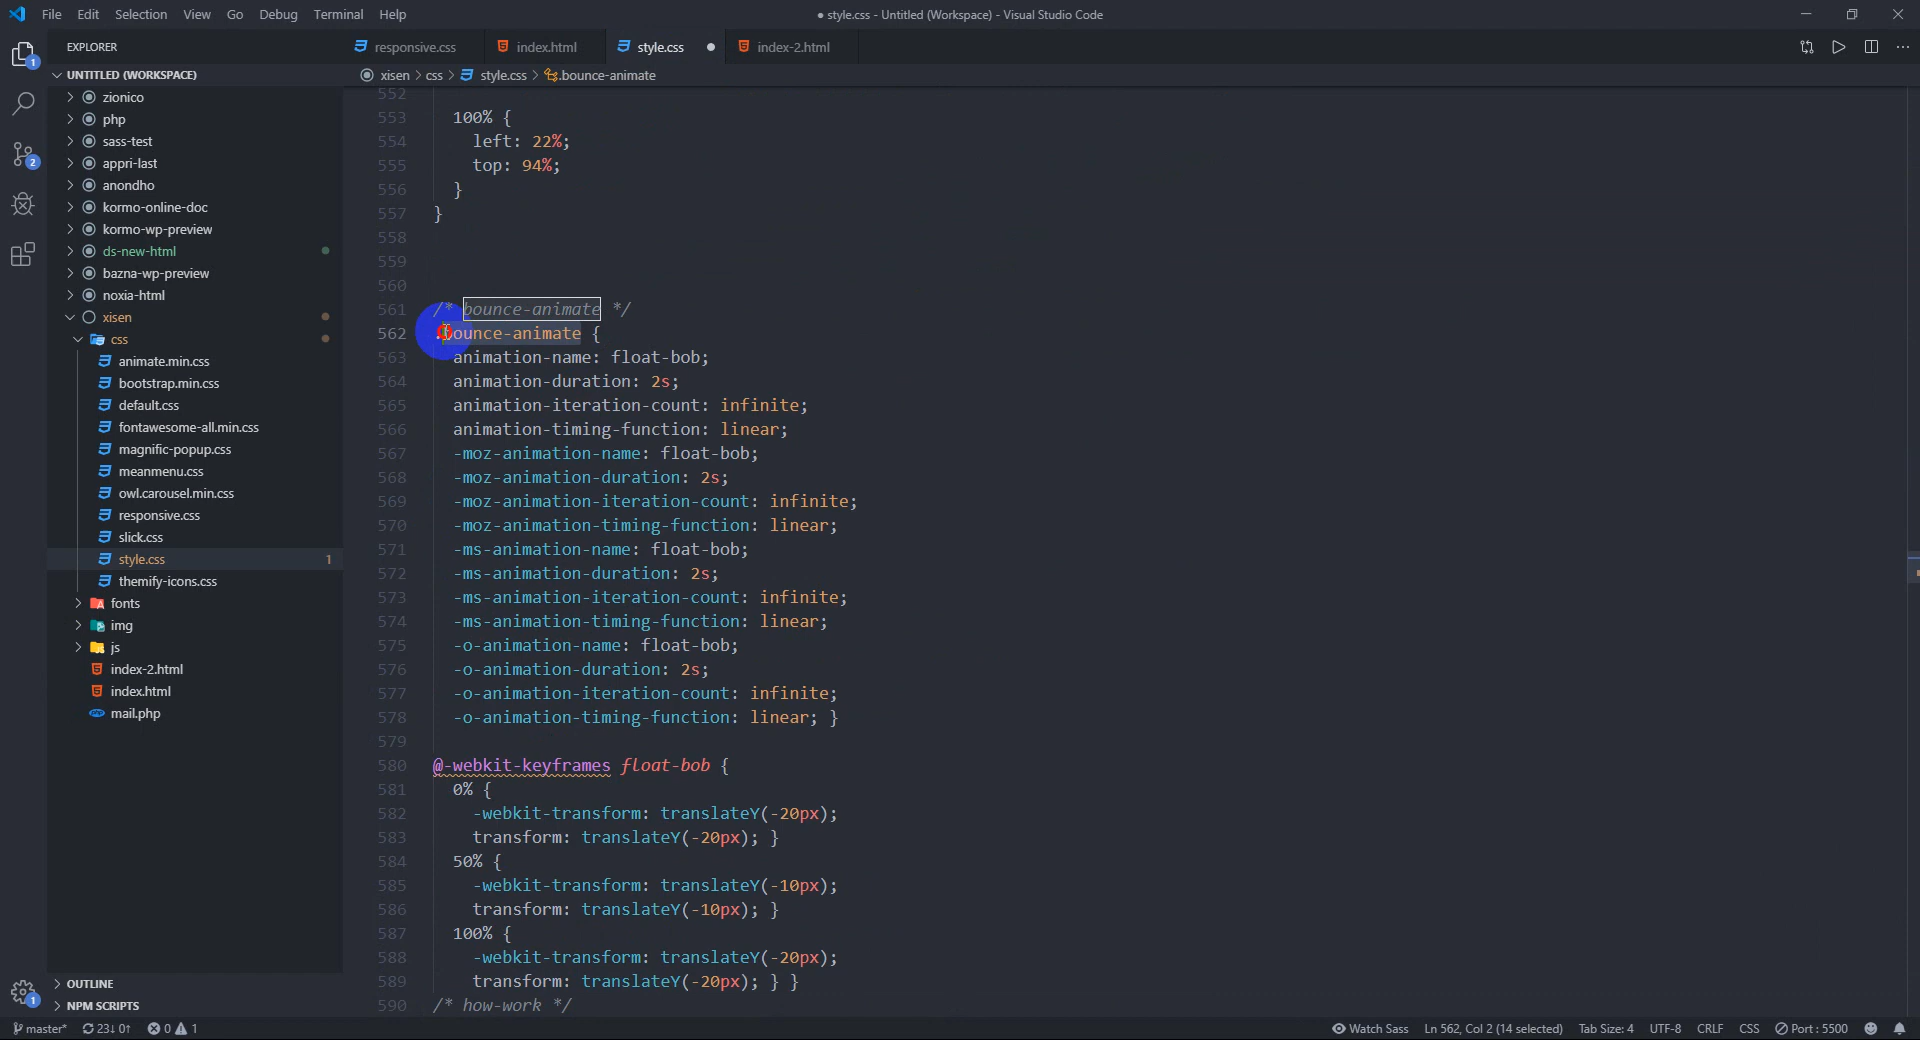 File Edit Selection View Go Debug Terminal Help
● style.css - Untitled (Workspace) - Visual Studio Code
EXPLORER
responsive.css
index.html
style.css
index-2.html
UNTITLED (WORKSPACE)
xisen > css > style.css > .bounce-animate
zionico
php
sass-test
appri-last
anondho
kormo-online-doc
kormo-wp-preview
ds-new-html
bazna-wp-preview
noxia-html
xisen
css
animate.min.css
bootstrap.min.css
default.css
fontawesome-all.min.css
magnific-popup.css
meanmenu.css
owl.carousel.min.css
responsive.css
slick.css
style.css 1
themify-icons.css
fonts
img
js
index-2.html
index.html
mail.php
OUTLINE
NPM SCRIPTS
552
553 100% {
554 left: 22%;
555 top: 94%;
556 }
557 }
558
559
560
561 /* bounce-animate */
562 .bounce-animate {
563 animation-name: float-bob;
564 animation-duration: 2s;
565 animation-iteration-count: infinite;
566 animation-timing-function: linear;
567 -moz-animation-name: float-bob;
568 -moz-animation-duration: 2s;
569 -moz-animation-iteration-count: infinite;
570 -moz-animation-timing-function: linear;
571 -ms-animation-name: float-bob;
572 -ms-animation-duration: 2s;
573 -ms-animation-iteration-count: infinite;
574 -ms-animation-timing-function: linear;
575 -o-animation-name: float-bob;
576 -o-animation-duration: 2s;
577 -o-animation-iteration-count: infinite;
578 -o-animation-timing-function: linear; }
579
580 @-webkit-keyframes float-bob {
581 0% {
582 -webkit-transform: translateY(-20px);
583 transform: translateY(-20px); }
584 50% {
585 -webkit-transform: translateY(-10px);
586 transform: translateY(-10px); }
587 100% {
588 -webkit-transform: translateY(-20px);
589 transform: translateY(-20px); } }
590 /* how-work */
1
2
1
master* 23↓ 0↑ 0 1
Watch Sass Ln 562, Col 2 (14 selected) Tab Size: 4 UTF-8 CRLF CSS Port : 5500